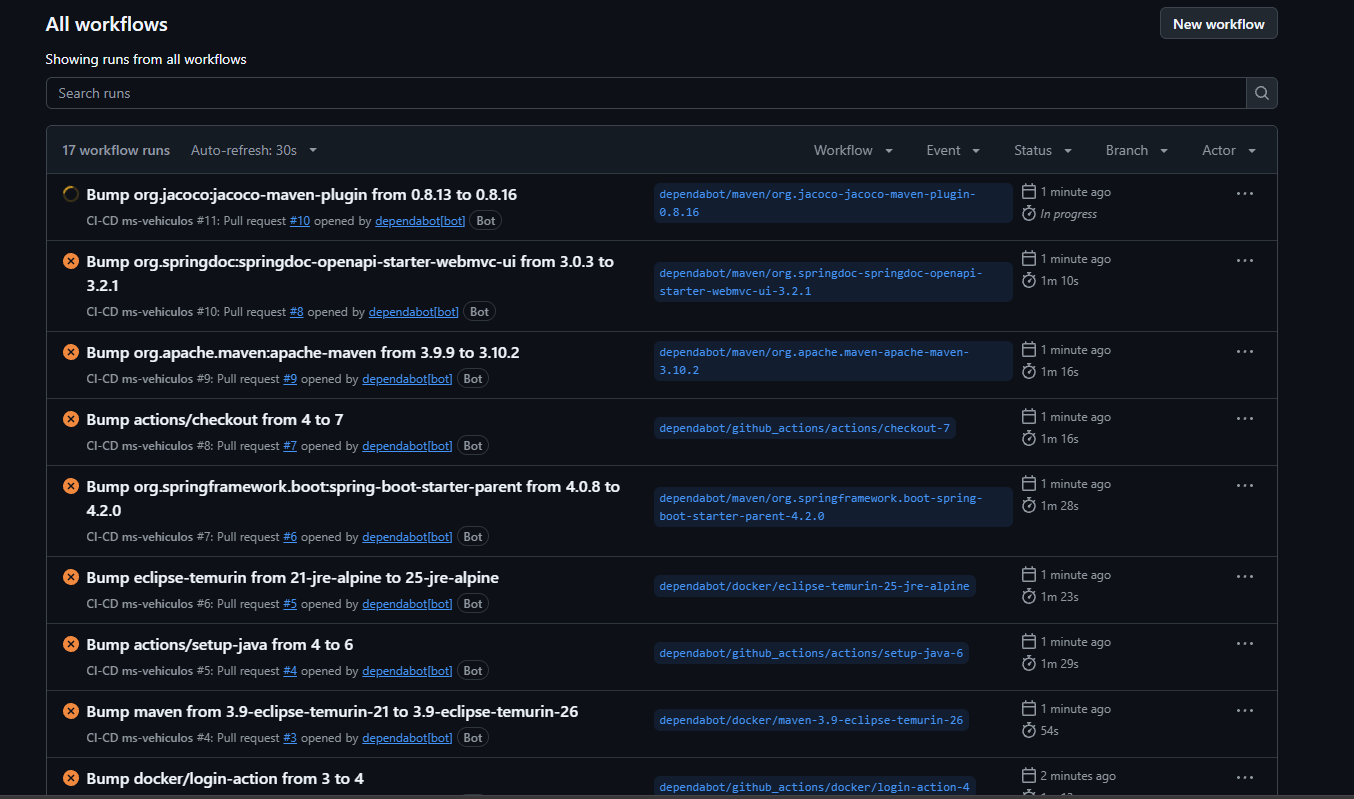 All workflows
New workflow
Showing runs from all workflows
Search runs
17 workflow runs
Auto-refresh: 30s
Workflow
Event
Status
Branch
Actor
Bump org.jacoco:jacoco-maven-plugin from 0.8.13 to 0.8.16
CI-CD ms-vehiculos #11: Pull request #10 opened by dependabot[bot] Bot
dependabot/maven/org.jacoco-jacoco-maven-plugin-
0.8.16
1 minute ago
In progress
Bump org.springdoc:springdoc-openapi-starter-webmvc-ui from 3.0.3 to
3.2.1
CI-CD ms-vehiculos #10: Pull request #8 opened by dependabot[bot] Bot
dependabot/maven/org.springdoc-springdoc-openapi-
starter-webmvc-ui-3.2.1
1 minute ago
1m 10s
Bump org.apache.maven:apache-maven from 3.9.9 to 3.10.2
CI-CD ms-vehiculos #9: Pull request #9 opened by dependabot[bot] Bot
dependabot/maven/org.apache.maven-apache-maven-
3.10.2
1 minute ago
1m 16s
Bump actions/checkout from 4 to 7
CI-CD ms-vehiculos #8: Pull request #7 opened by dependabot[bot] Bot
dependabot/github_actions/actions/checkout-7
1 minute ago
1m 16s
Bump org.springframework.boot:spring-boot-starter-parent from 4.0.8 to
4.2.0
CI-CD ms-vehiculos #7: Pull request #6 opened by dependabot[bot] Bot
dependabot/maven/org.springframework.boot-spring-
boot-starter-parent-4.2.0
1 minute ago
1m 28s
Bump eclipse-temurin from 21-jre-alpine to 25-jre-alpine
CI-CD ms-vehiculos #6: Pull request #5 opened by dependabot[bot] Bot
dependabot/docker/eclipse-temurin-25-jre-alpine
1 minute ago
1m 23s
Bump actions/setup-java from 4 to 6
CI-CD ms-vehiculos #5: Pull request #4 opened by dependabot[bot] Bot
dependabot/github_actions/actions/setup-java-6
1 minute ago
1m 29s
Bump maven from 3.9-eclipse-temurin-21 to 3.9-eclipse-temurin-26
CI-CD ms-vehiculos #4: Pull request #3 opened by dependabot[bot] Bot
dependabot/docker/maven-3.9-eclipse-temurin-26
1 minute ago
54s
Bump docker/login-action from 3 to 4
dependabot/github_actions/docker/login-action-4
2 minutes ago